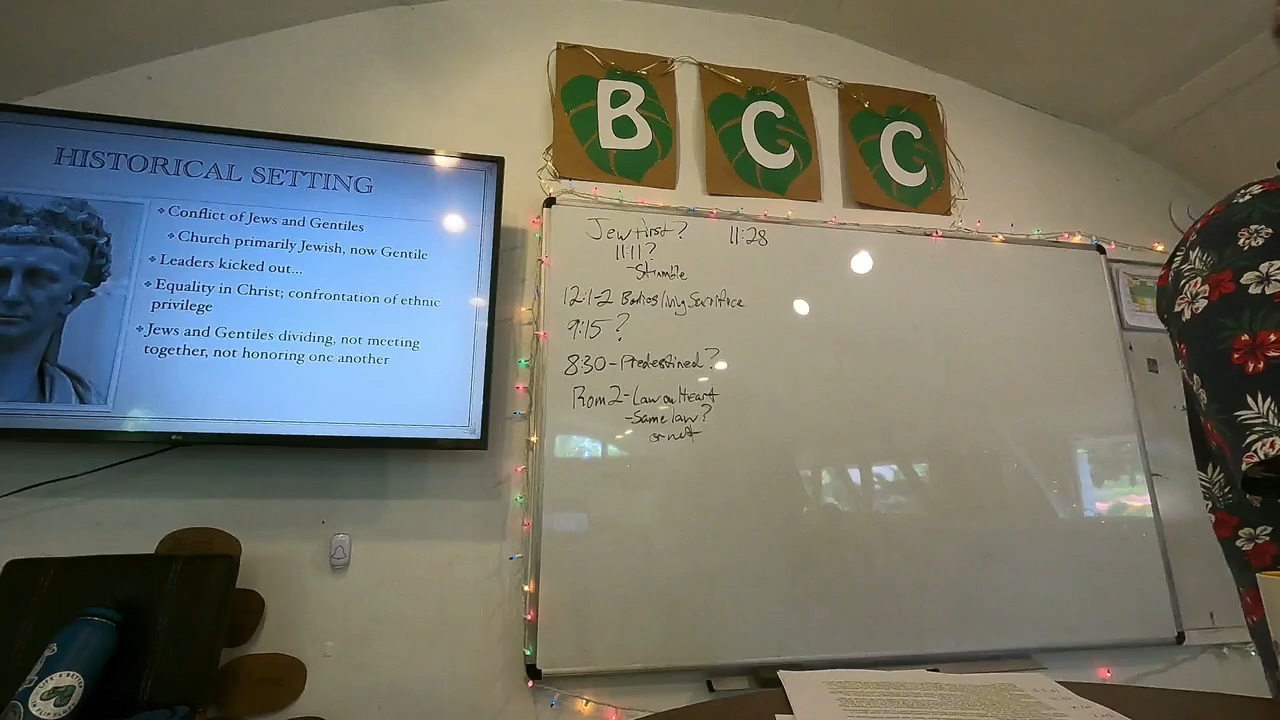 HISTORICAL SETTING
Conflict of Jews and Gentiles
Church primarily Jewish, now Gentile
Leaders kicked out...
Equality in Christ; confrontation of ethnic
privilege
Jews and Gentiles dividing, not meeting
together, not honoring one another
LG
B C C
Jew first? 11:28
11:11?
-Stumble
12:1-2 Bodies living Sacrifice
9:15?
8:30-Predestined?
Rom 2-Law on Heart
-Same law?
or not